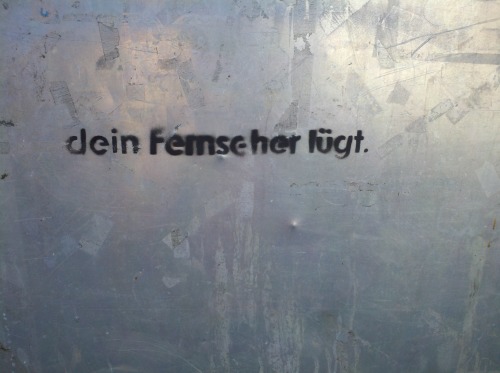 dein Fernseher lügt.